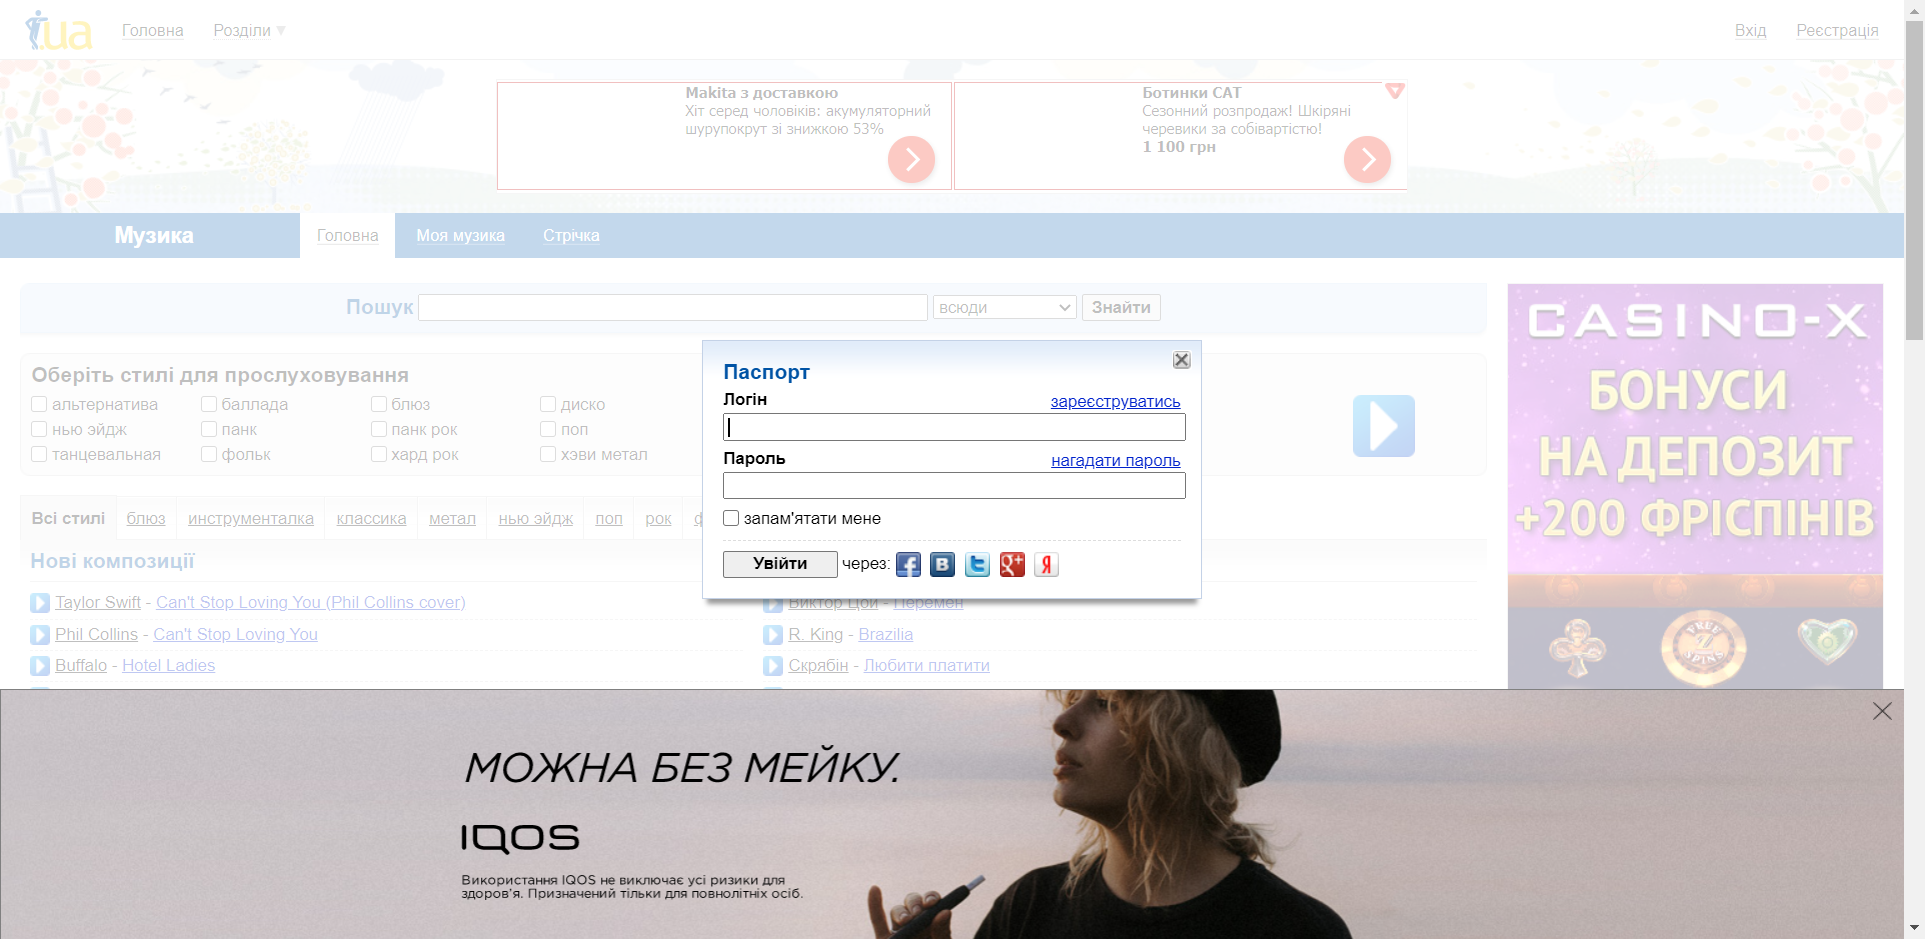 i.ua Головна Розділи ▼ Вхід Реєстрація
Makita з доставкою
Хіт серед чоловіків: акумуляторний
шурупокрут зі знижкою 53%
Ботинки CAT
Сезонний розпродаж! Шкіряні
черевики за собівартістю!
1 100 грн
Музика Головна Моя музика Стрічка
Пошук всюди Знайти
Оберіть стилі для прослуховування
альтернатива баллада блюз диско
нью эйдж панк панк рок поп
танцевальная фольк хард рок хэви метал
Паспорт
Логін зареєструватись
Пароль нагадати пароль
запам'ятати мене
Увійти через:
Всі стилі блюз инструменталка классика метал нью эйдж поп рок
Нові композиції
Taylor Swift - Can't Stop Loving You (Phil Collins cover)
Phil Collins - Can't Stop Loving You
Buffalo - Hotel Ladies
Виктор Цой - Перемен
R. King - Brazilia
Скрябін - Любити платити
CASINO-X
БОНУСИ
НА ДЕПОЗИТ
+200 ФРІСПІНІВ
FREE
SPINS
МОЖНА БЕЗ МЕЙКУ.
IQOS
Використання IQOS не виключає усі ризики для
здоров'я. Призначений тільки для повнолітніх осіб.